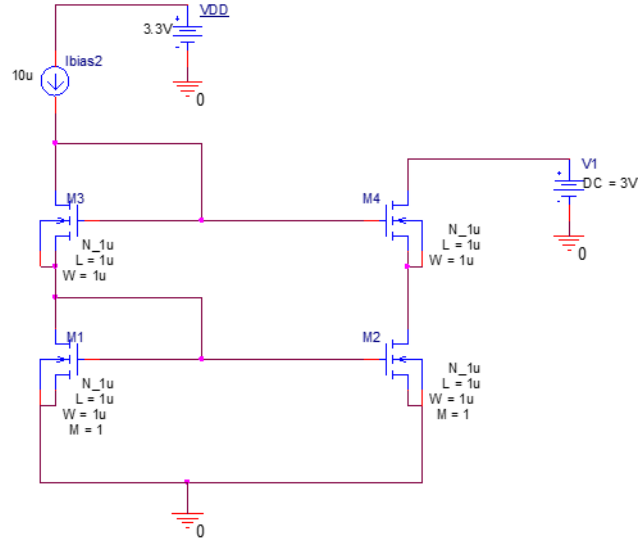 VDD
3.3V
Ibias2
10u
0
V1
DC = 3V
0
M3
N_1u
L = 1u
W = 1u
M4
N_1u
L = 1u
W = 1u
M1
N_1u
L = 1u
W = 1u
M = 1
M2
N_1u
L = 1u
W = 1u
M = 1
0